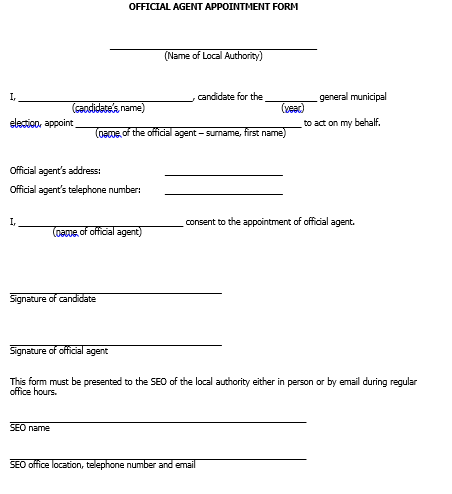 OFFICIAL AGENT APPOINTMENT FORM
(Name of Local Authority)
I, ____________________, candidate for the __________ general municipal
(candidate's name) (year)
election, appoint ____________________ to act on my behalf.
(name of the official agent – surname, first name)
Official agent's address: ____________________
Official agent's telephone number: ____________________
I, ____________________ consent to the appointment of official agent.
(name of official agent)
Signature of candidate
Signature of official agent
This form must be presented to the SEO of the local authority either in person or by email during regular
office hours.
SEO name
SEO office location, telephone number and email